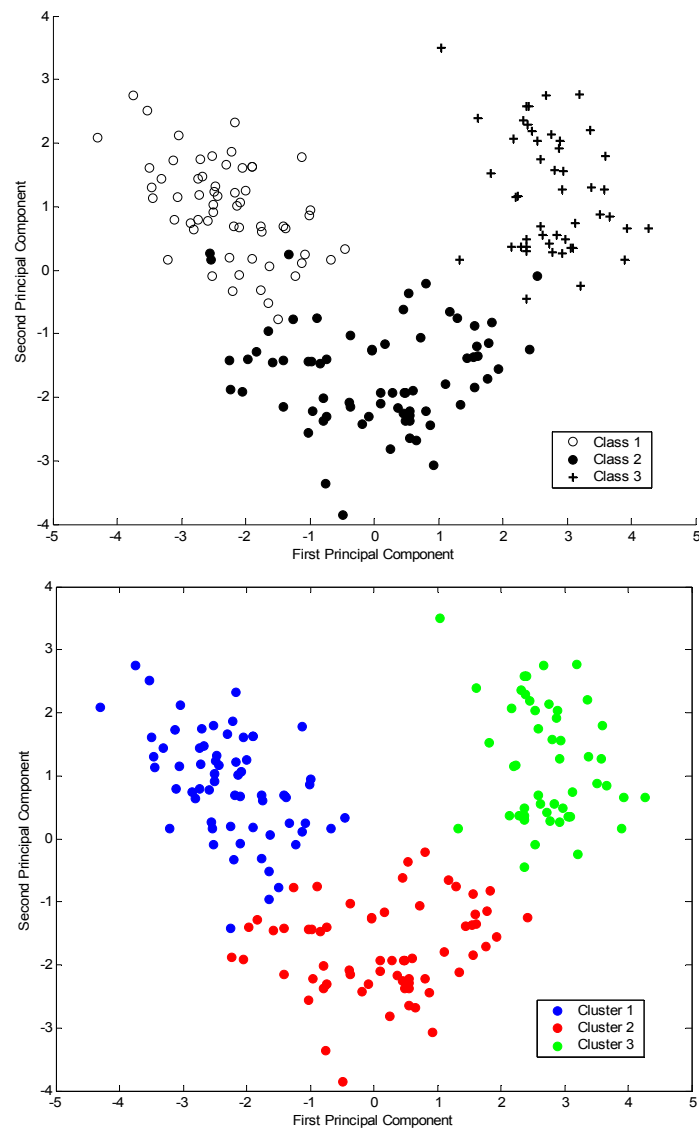 4
3
2
1
0
-1
-2
-3
-4
Second Principal Component
Class 1
Class 2
Class 3
-5 -4 -3 -2 -1 0 1 2 3 4 5
First Principal Component
4
3
2
1
0
-1
-2
-3
-4
Second Principal Component
Cluster 1
Cluster 2
Cluster 3
-5 -4 -3 -2 -1 0 1 2 3 4 5
First Principal Component